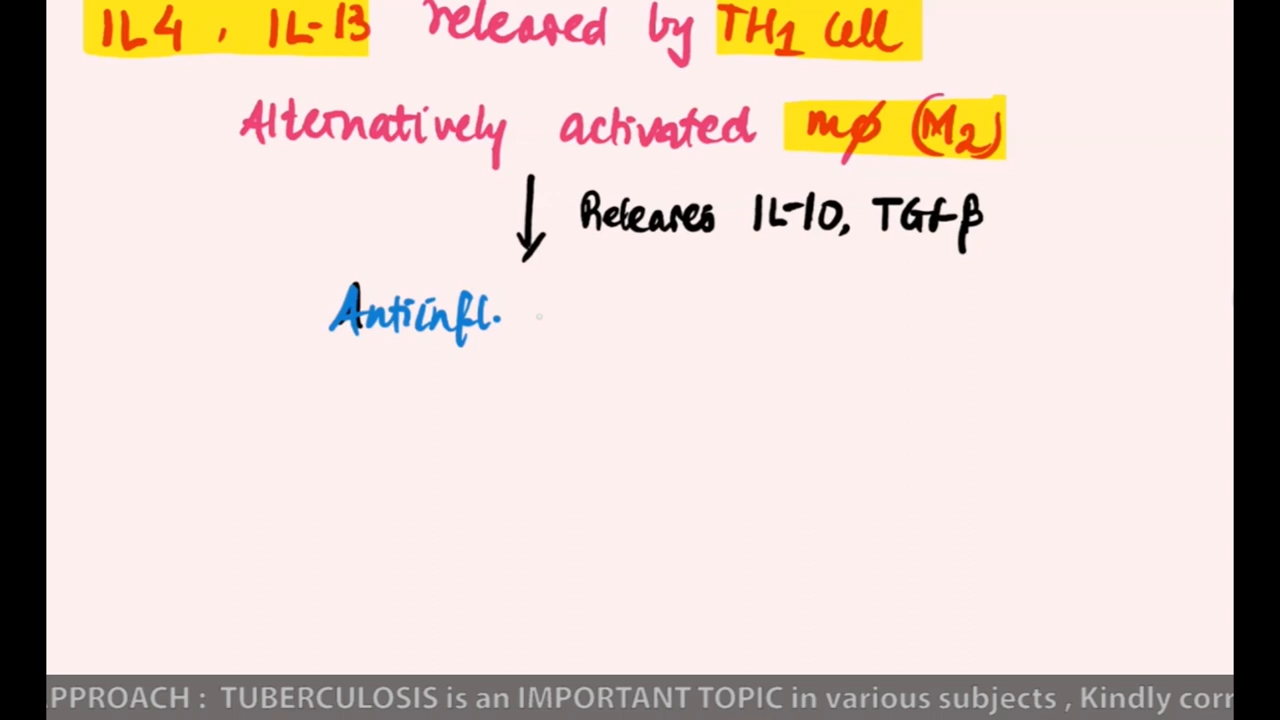 IL4, IL-13 released by TH1 Cell
Alternatively activated mϕ (M2)
↓ Releases IL-10, TGF-β
Antiinfl.
PPROACH : TUBERCULOSIS is an IMPORTANT TOPIC in various subjects , Kindly corr